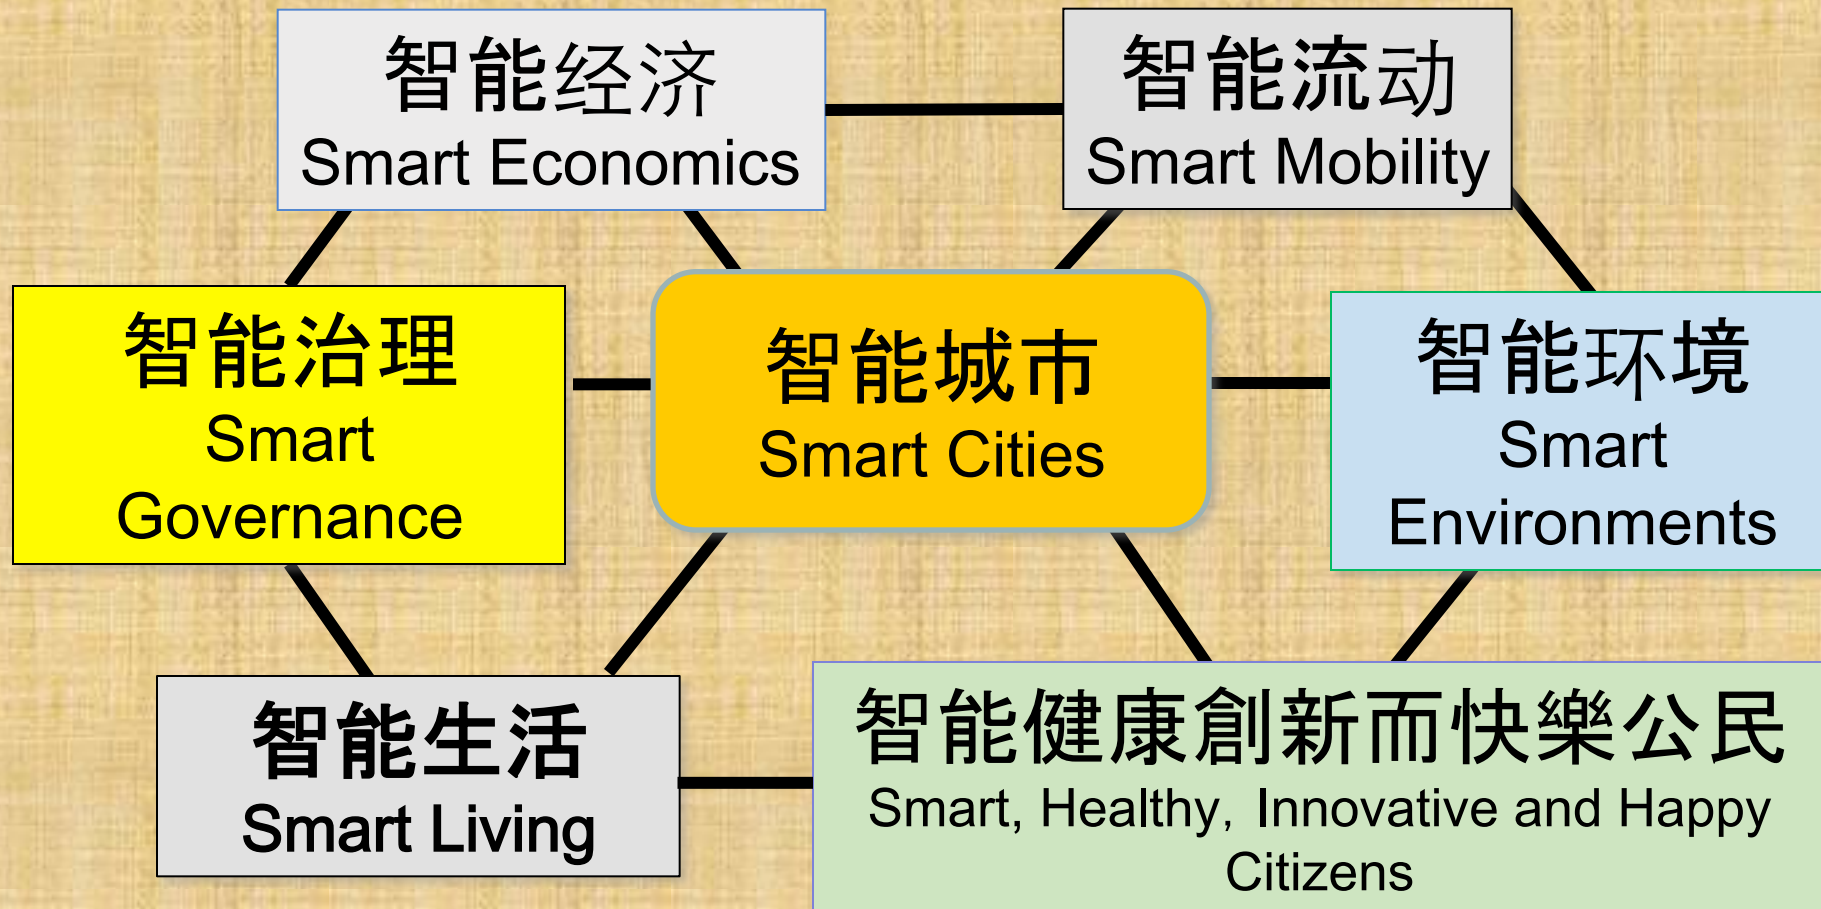 智能经济
Smart Economics
智能流动
Smart Mobility
智能治理
Smart
Governance
智能城市
Smart Cities
智能环境
Smart
Environments
智能生活
Smart Living
智能健康創新而快樂公民
Smart, Healthy, Innovative and Happy
Citizens